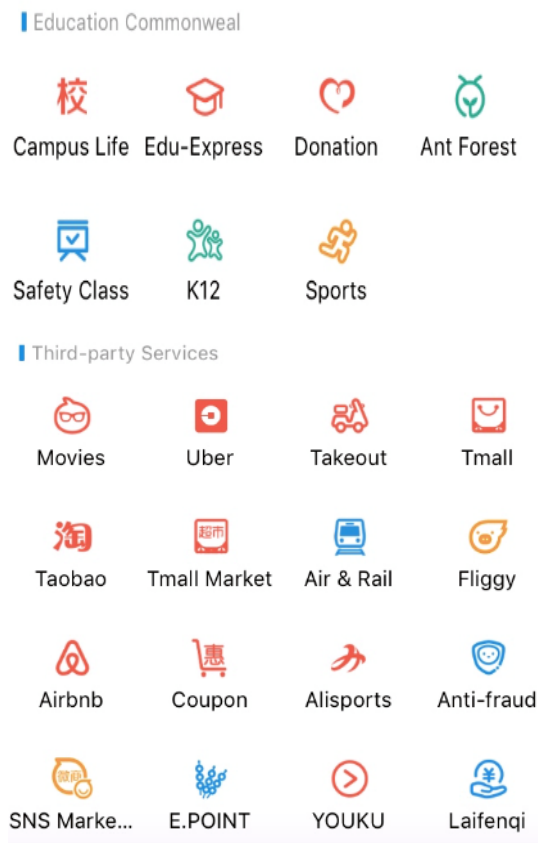 Education Commonweal
校
Campus Life Edu-Express Donation Ant Forest
Safety Class K12 Sports
Third-party Services
Movies Uber Takeout Tmall
淘 超市
Taobao Tmall Market Air & Rail Fliggy
惠
Airbnb Coupon Alisports Anti-fraud
微商 ¥
SNS Marke... E.POINT YOUKU Laifenqi